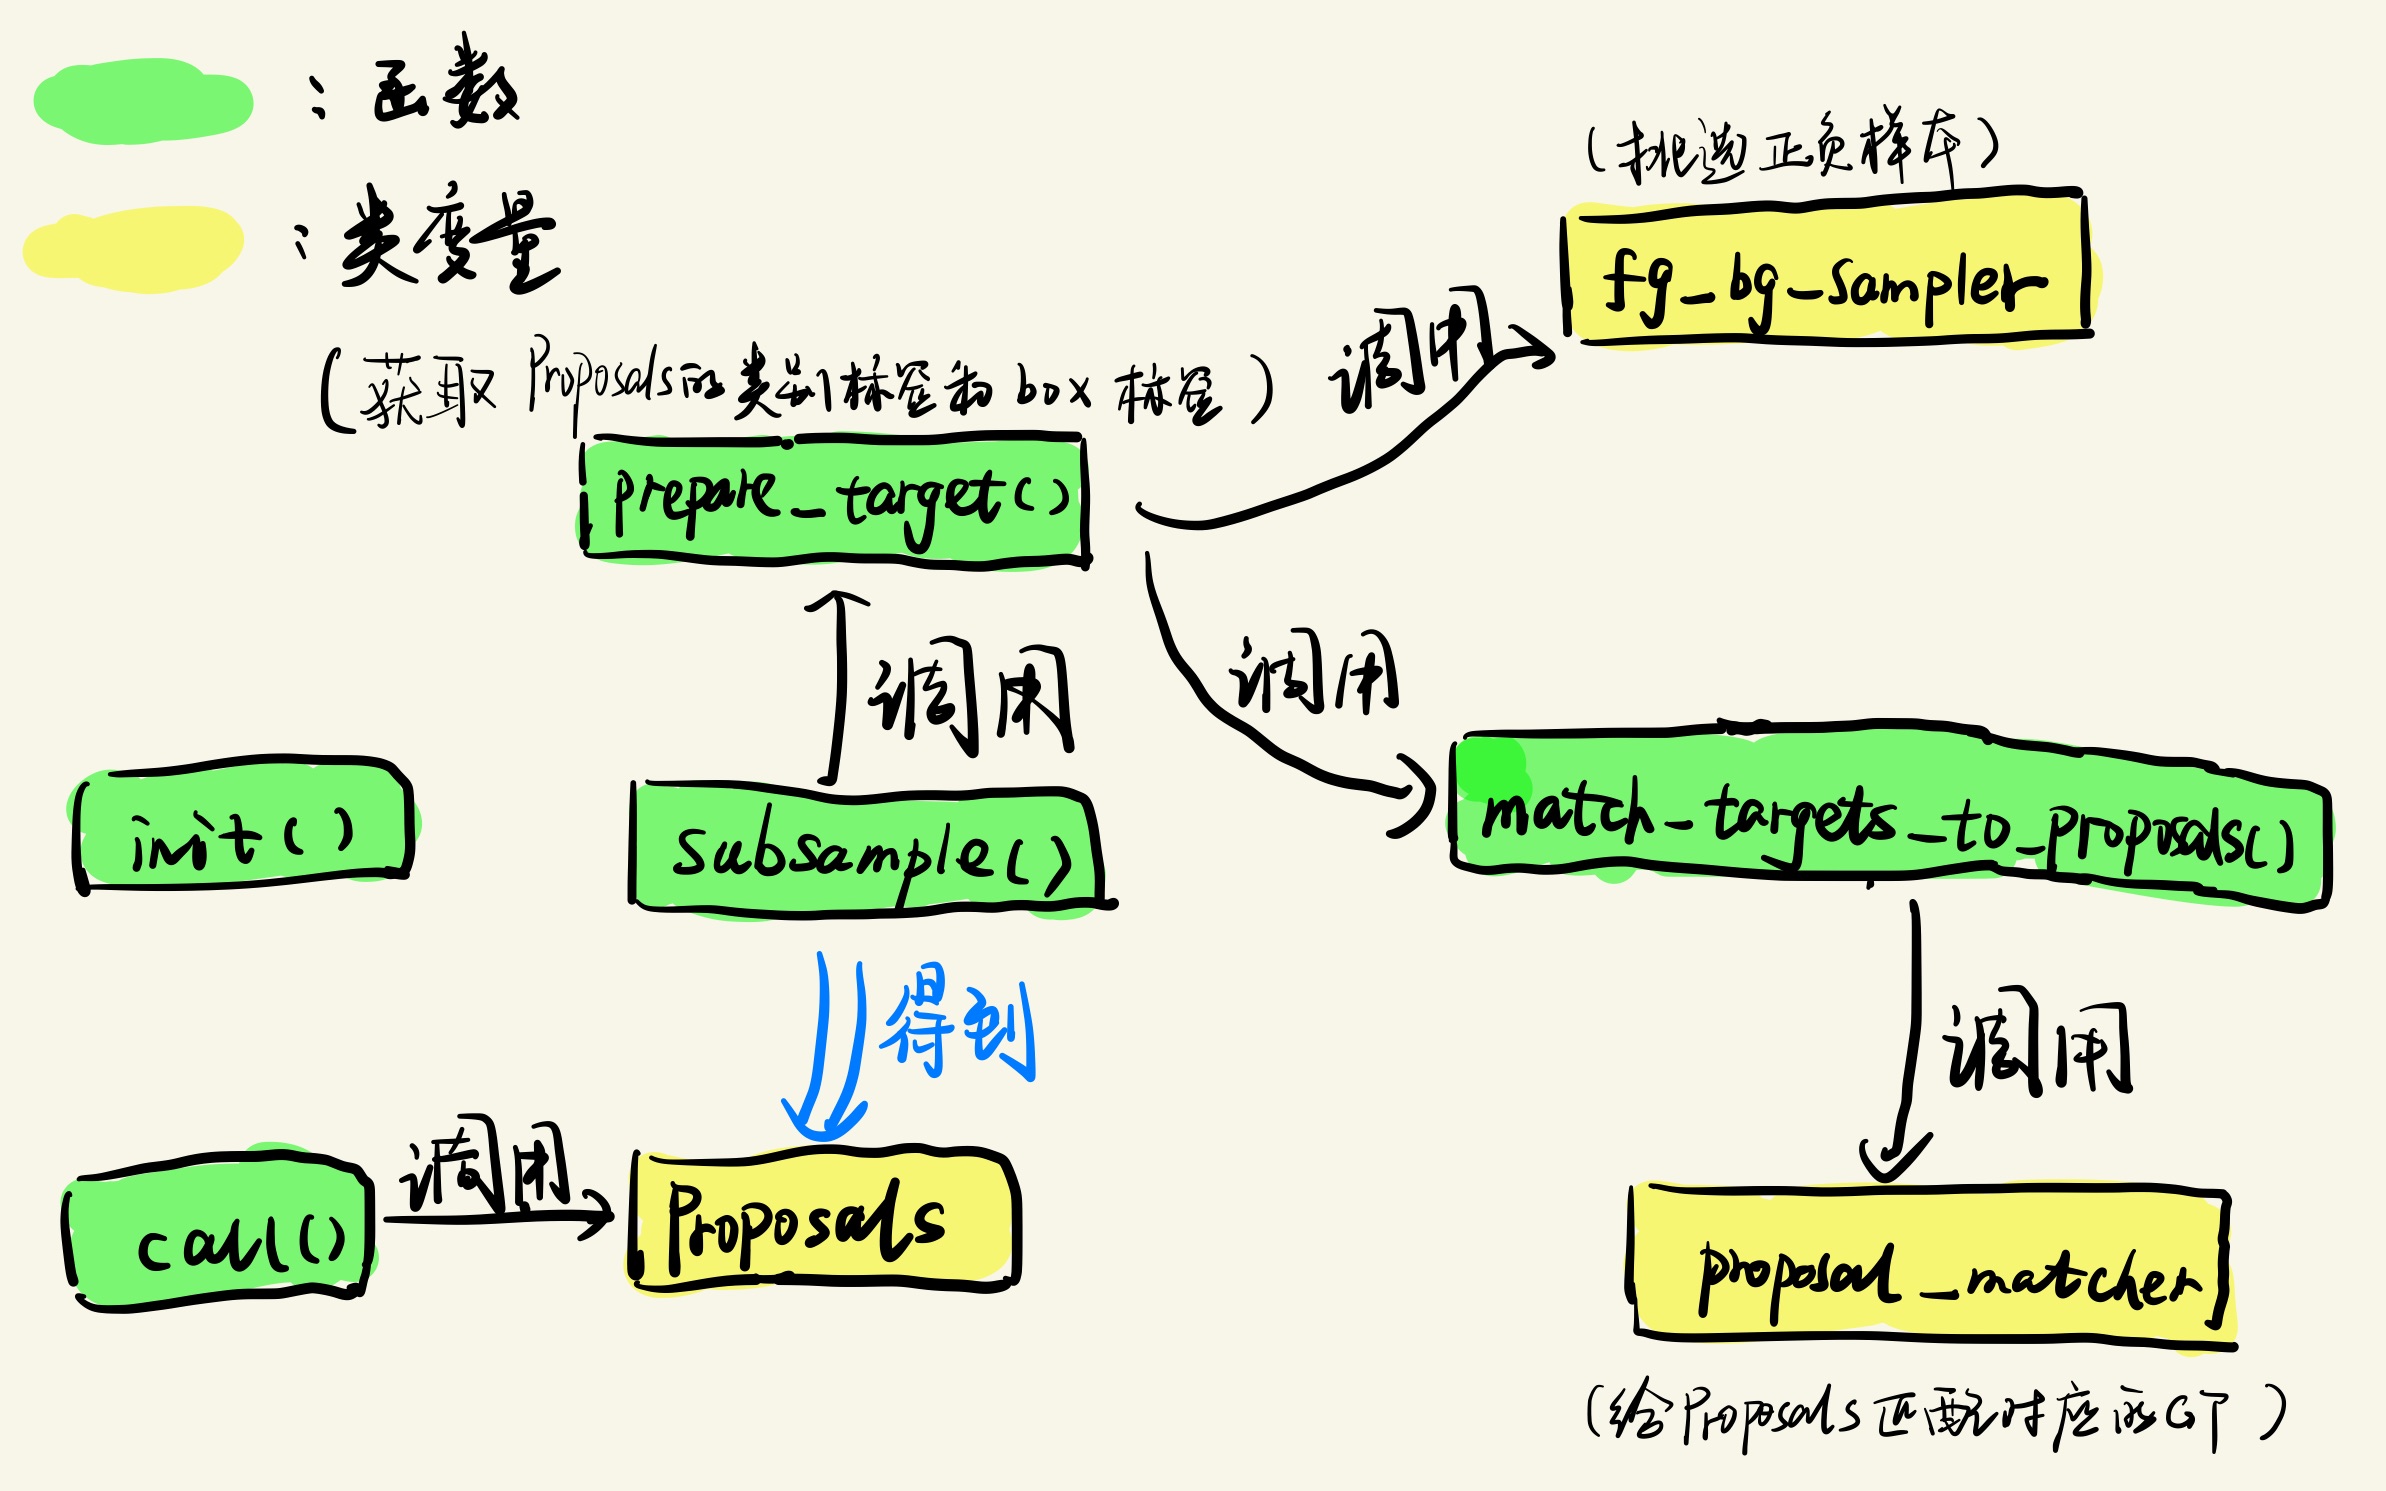 ：函数
：类变量
(挑选正负样本)
fg_bg_sampler
(获取Proposals的类别标签和box标签)
调用
prepare_target()
调用
调用
init()
subsample()
match_targets_to_proposals()
得到
调用
call()
调用
Proposals
proposal_matcher
(给Proposals匹配对应的GT)